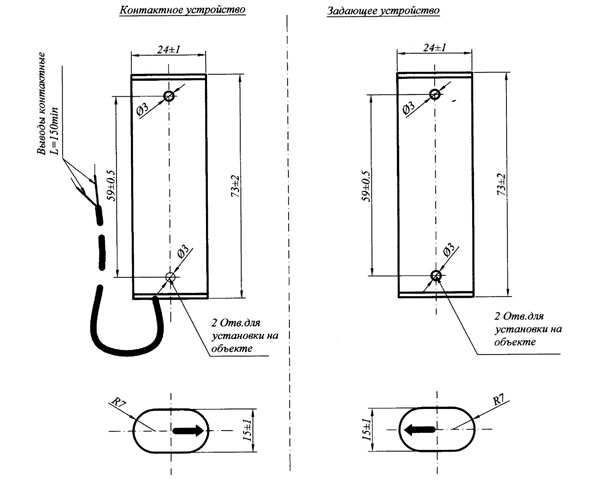 Контактное устройство
24±1
Выводы контактные
L=150min
Ø3
59±0.5
73±2
Ø3
2 Отв.для
установки на
объекте
R7
15±1
Задающее устройство
24±1
Ø3
59±0.5
73±2
Ø3
2 Отв.для
установки на
объекте
R7
15±1